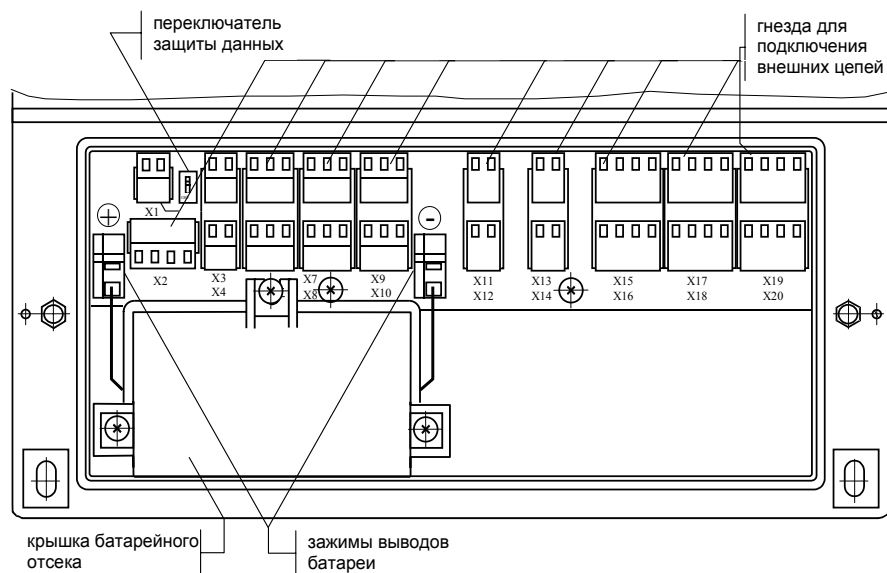 переключатель
защиты данных
гнезда для
подключения
внешних цепей
X1
+
-
X2
X3
X4
X7
X8
X9
X10
X11
X12
X13
X14
X15
X16
X17
X18
X19
X20
крышка батарейного
отсека
зажимы выводов
батареи